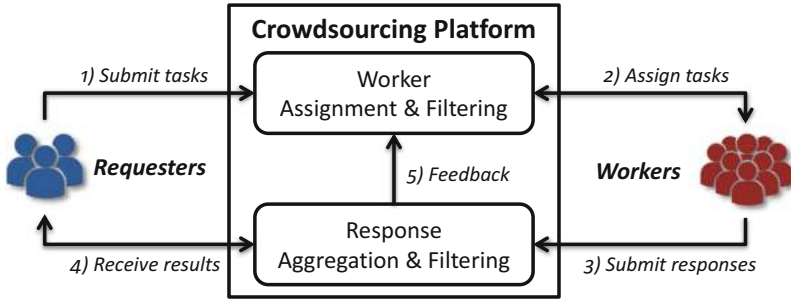 Crowdsourcing Platform
1) Submit tasks
Worker
Assignment & Filtering
2) Assign tasks
Requesters
5) Feedback
Workers
4) Receive results
Response
Aggregation & Filtering
3) Submit responses